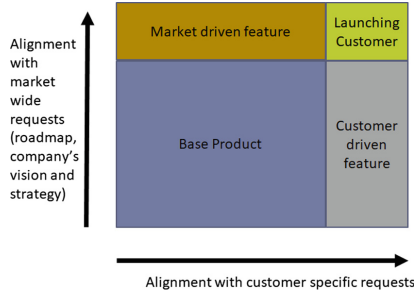 Alignment
with
market
wide
requests
(roadmap,
company's
vision and
strategy)
Market driven feature
Launching
Customer
Base Product
Customer
driven
feature
Alignment with customer specific requests